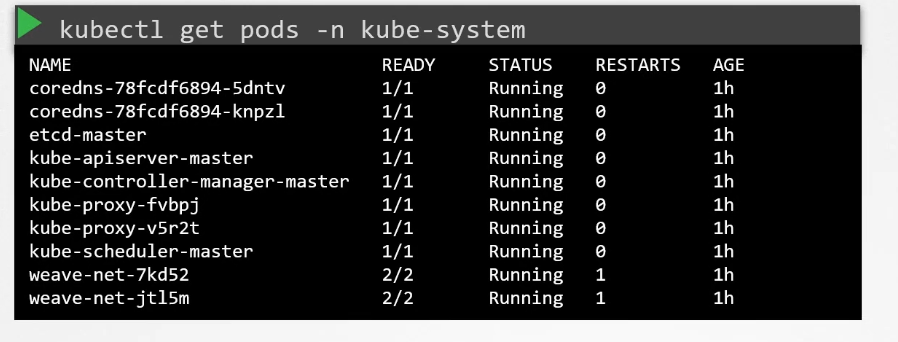 kubectl get pods -n kube-system
NAME READY STATUS RESTARTS AGE
coredns-78fcdf6894-5dntv 1/1 Running 0 1h
coredns-78fcdf6894-knpzl 1/1 Running 0 1h
etcd-master 1/1 Running 0 1h
kube-apiserver-master 1/1 Running 0 1h
kube-controller-manager-master 1/1 Running 0 1h
kube-proxy-fvbpj 1/1 Running 0 1h
kube-proxy-v5r2t 1/1 Running 0 1h
kube-scheduler-master 1/1 Running 0 1h
weave-net-7kd52 2/2 Running 1 1h
weave-net-jtl5m 2/2 Running 1 1h